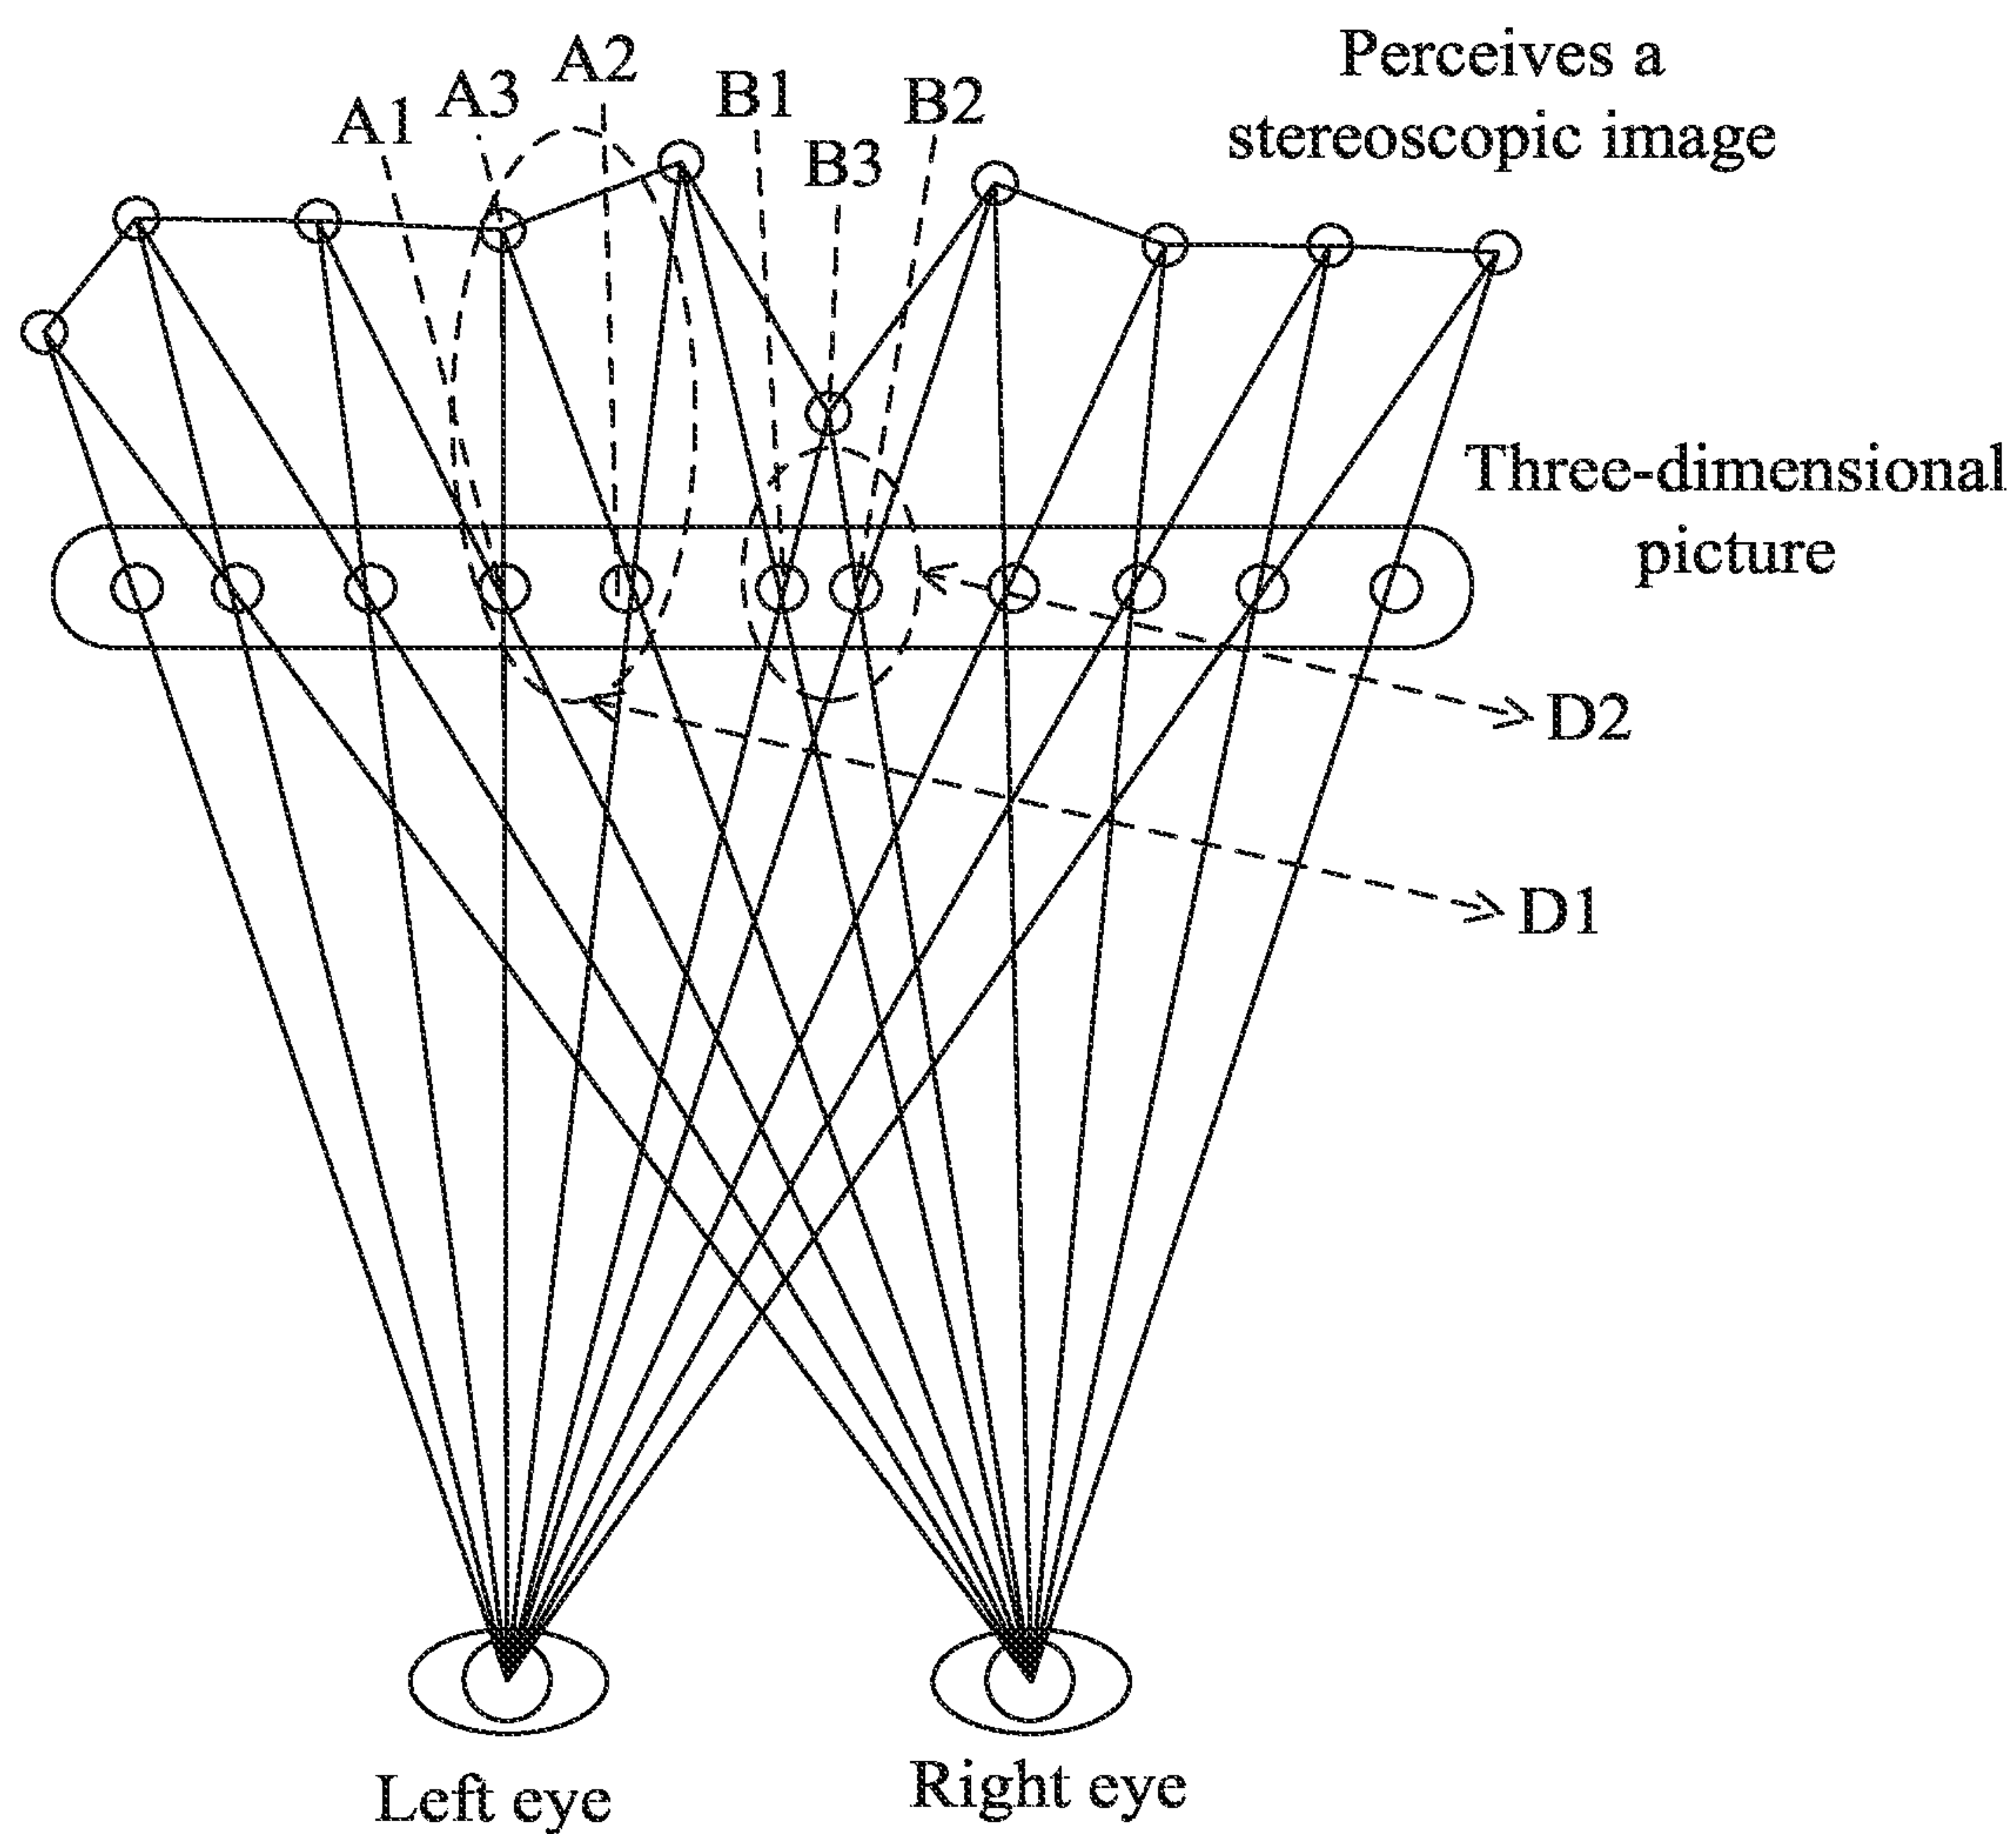 A1
A3
A2
B1
B3
B2
Perceives a
stereoscopic image
Three-dimensional
picture
D2
D1
Left eye
Right eye